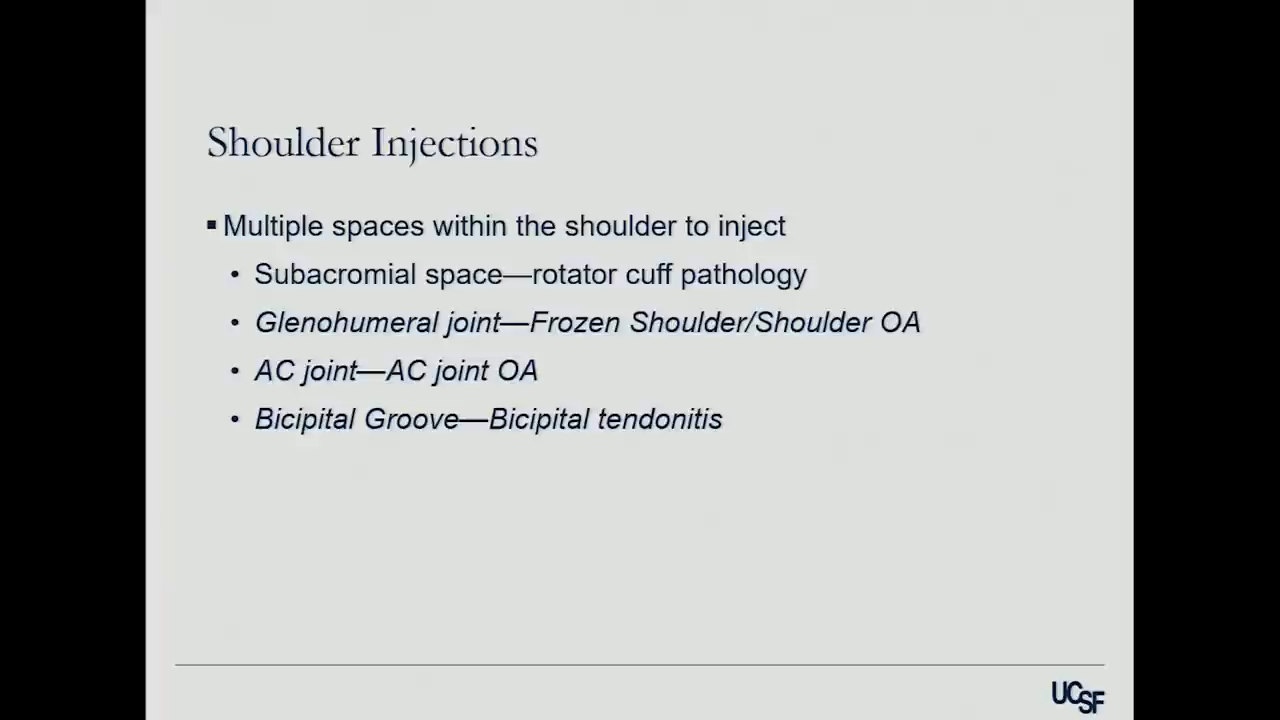 Shoulder Injections
▪ Multiple spaces within the shoulder to inject
• Subacromial space—rotator cuff pathology
• Glenohumeral joint—Frozen Shoulder/Shoulder OA
• AC joint—AC joint OA
• Bicipital Groove—Bicipital tendonitis
UCSF